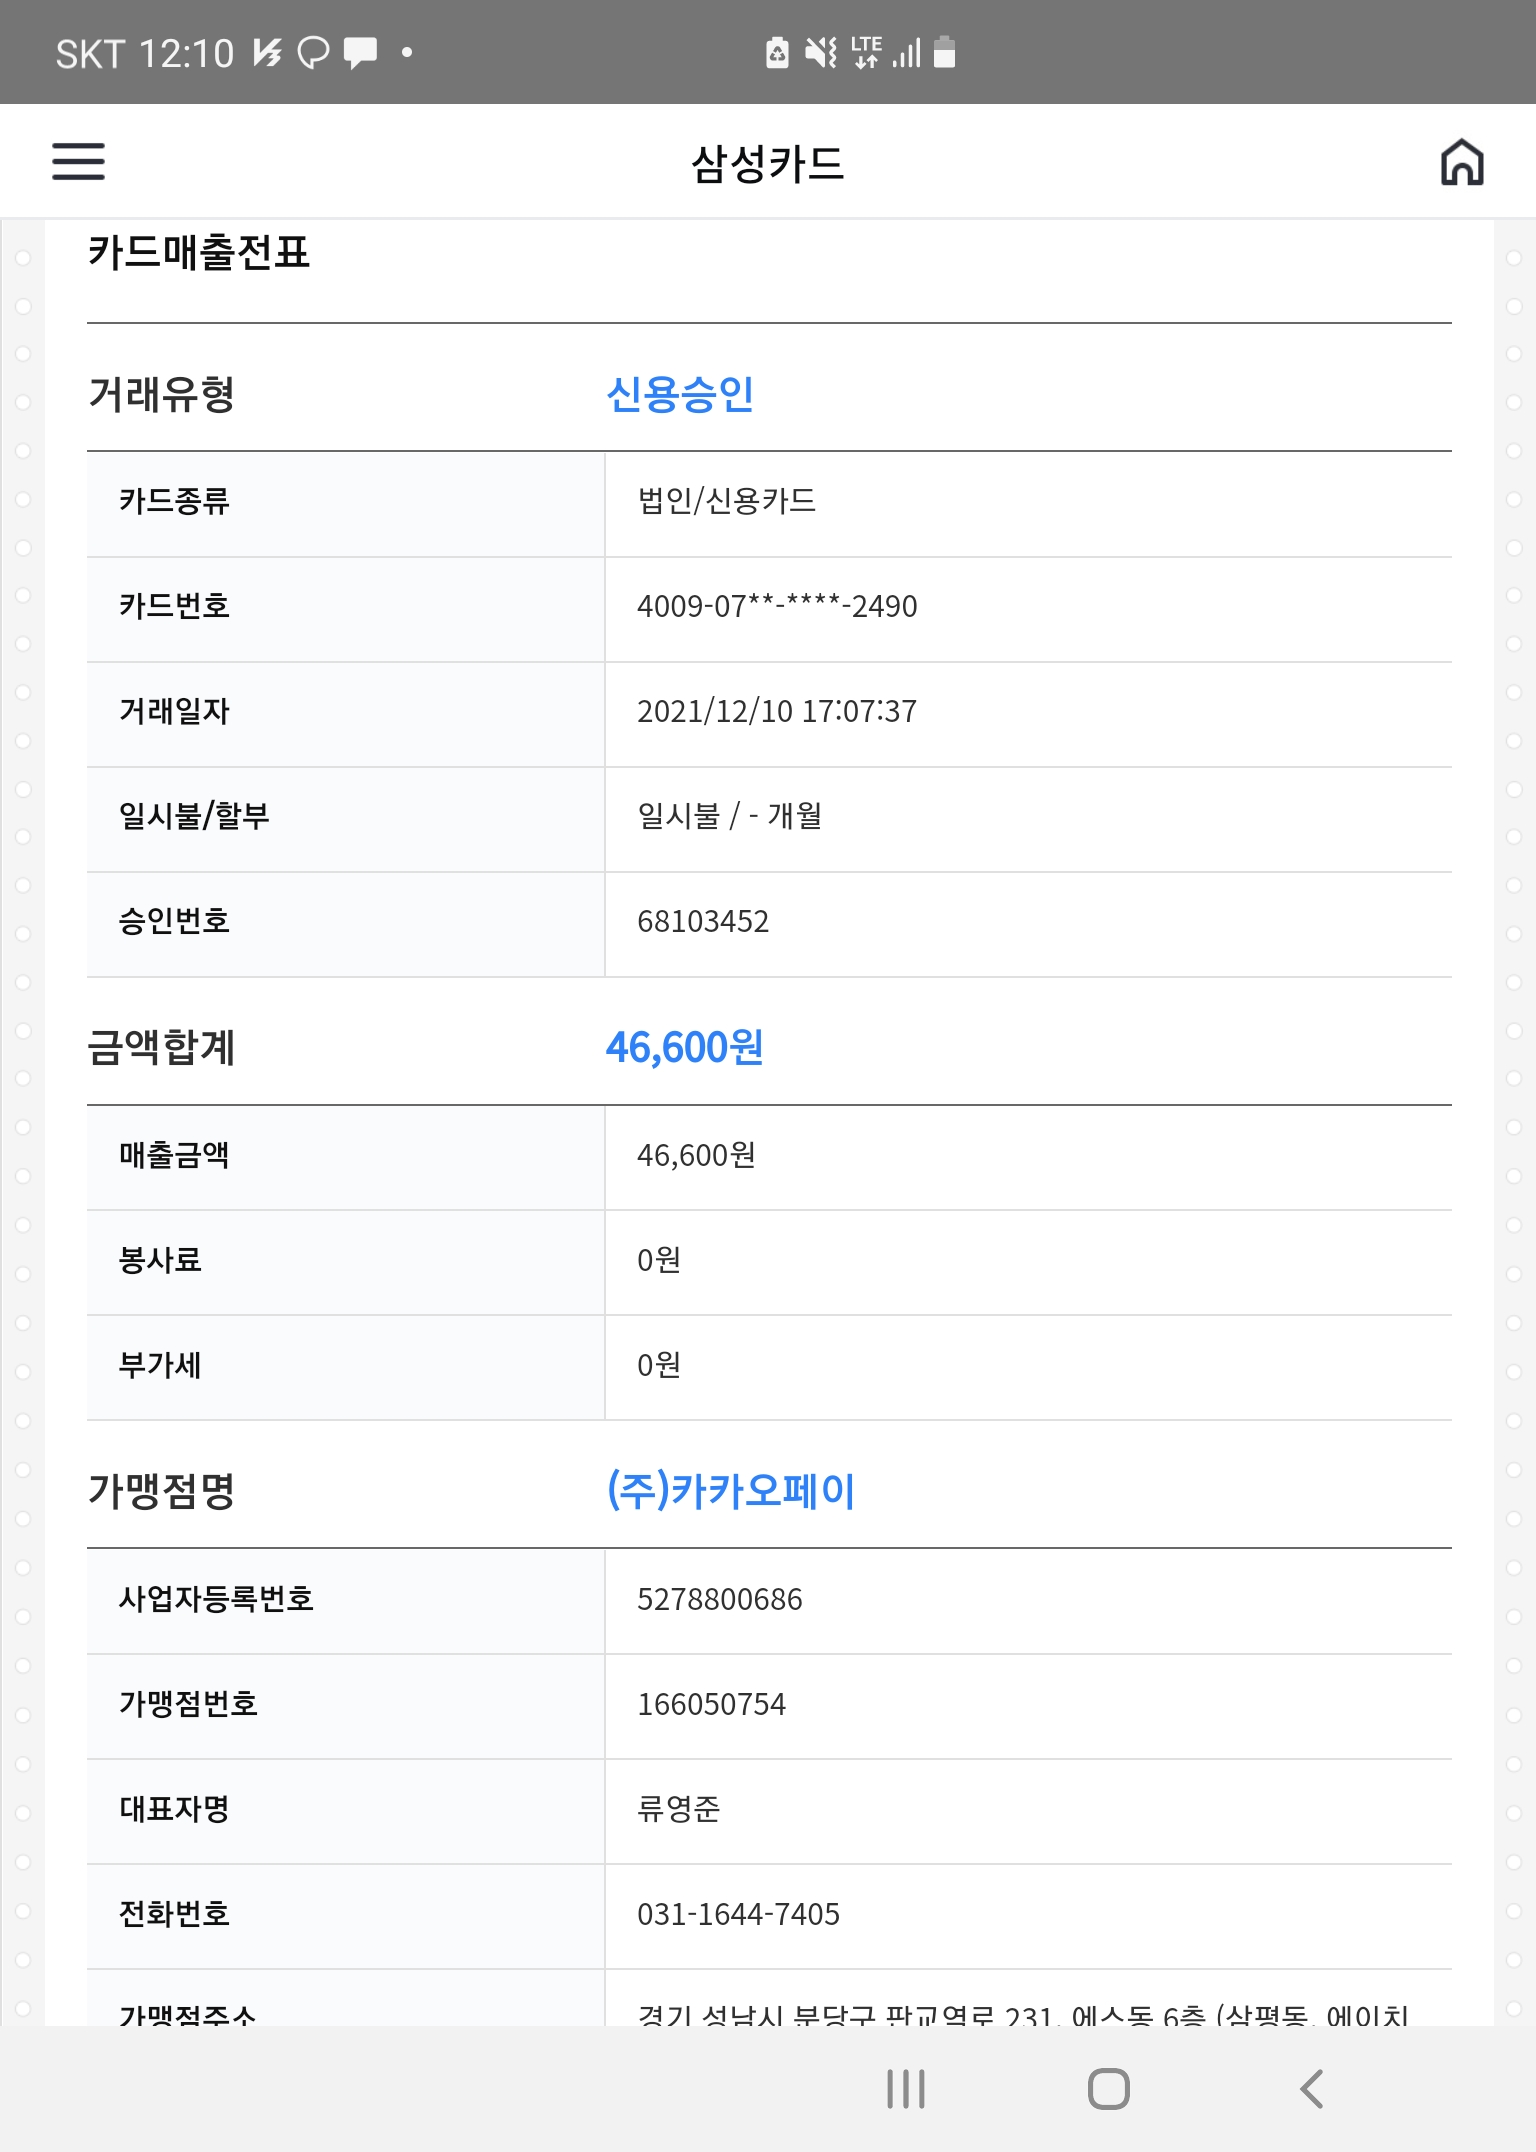 SKT 12:10
LTE
삼성카드
카드매출전표
거래유형 신용승인
카드종류 법인/신용카드
카드번호 4009-07**-****-2490
거래일자 2021/12/10 17:07:37
일시불/할부 일시불 / - 개월
승인번호 68103452
금액합계 46,600원
매출금액 46,600원
봉사료 0원
부가세 0원
가맹점명 (주)카카오페이
사업자등록번호 5278800686
가맹점번호 166050754
대표자명 류영준
전화번호 031-1644-7405
가맹점주소 경기 성남시 분당구 판교역로 231, 에스동 6층 (삼평동, 에이치